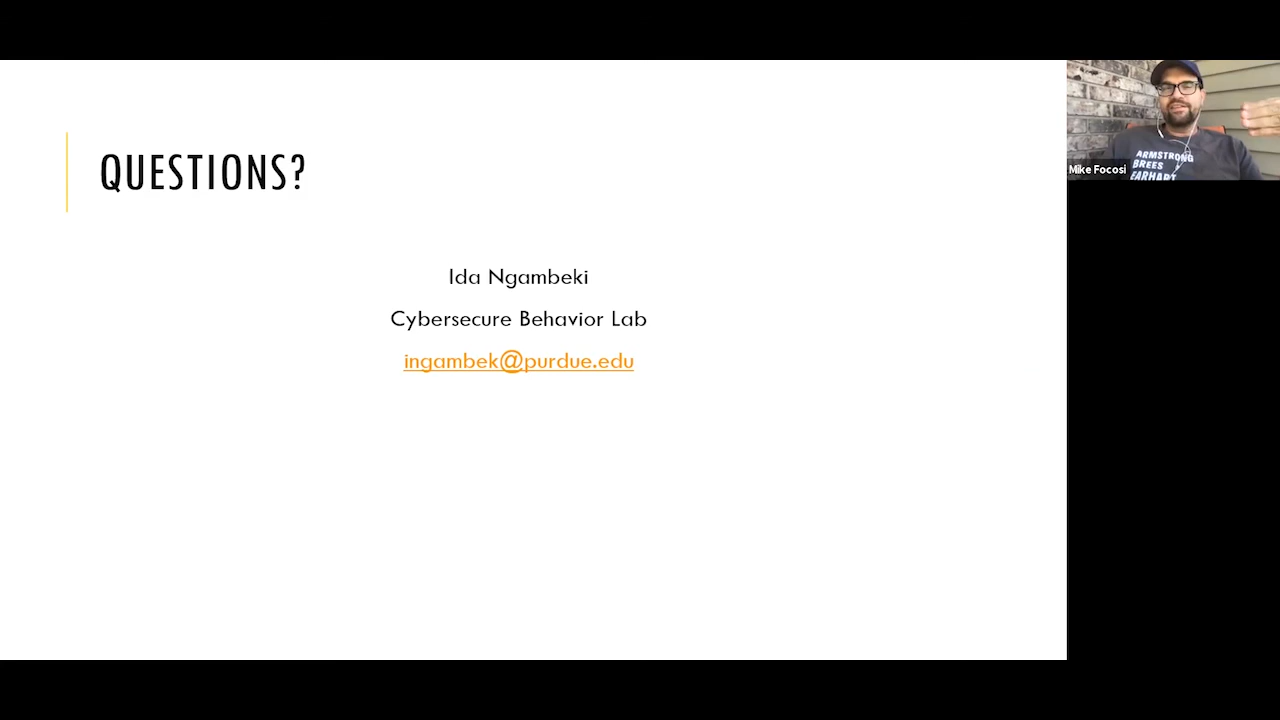 QUESTIONS?
Ida Ngambeki
Cybersecure Behavior Lab
ingambek@purdue.edu
Mike Focosi
ARMSTRONG
BREES
EARHART